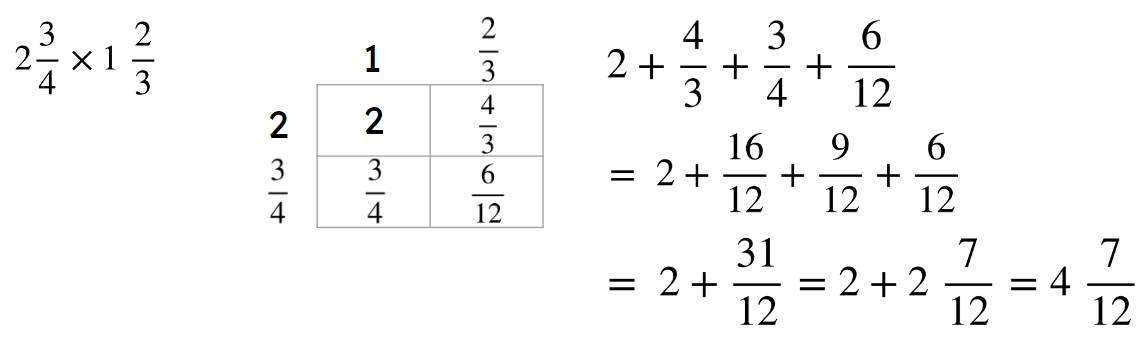 2 3/4 × 1 2/3
1 2/3
2 2 4/3
3/4 3/4 6/12
2 + 4/3 + 3/4 + 6/12
= 2 + 16/12 + 9/12 + 6/12
= 2 + 31/12 = 2 + 2 7/12 = 4 7/12